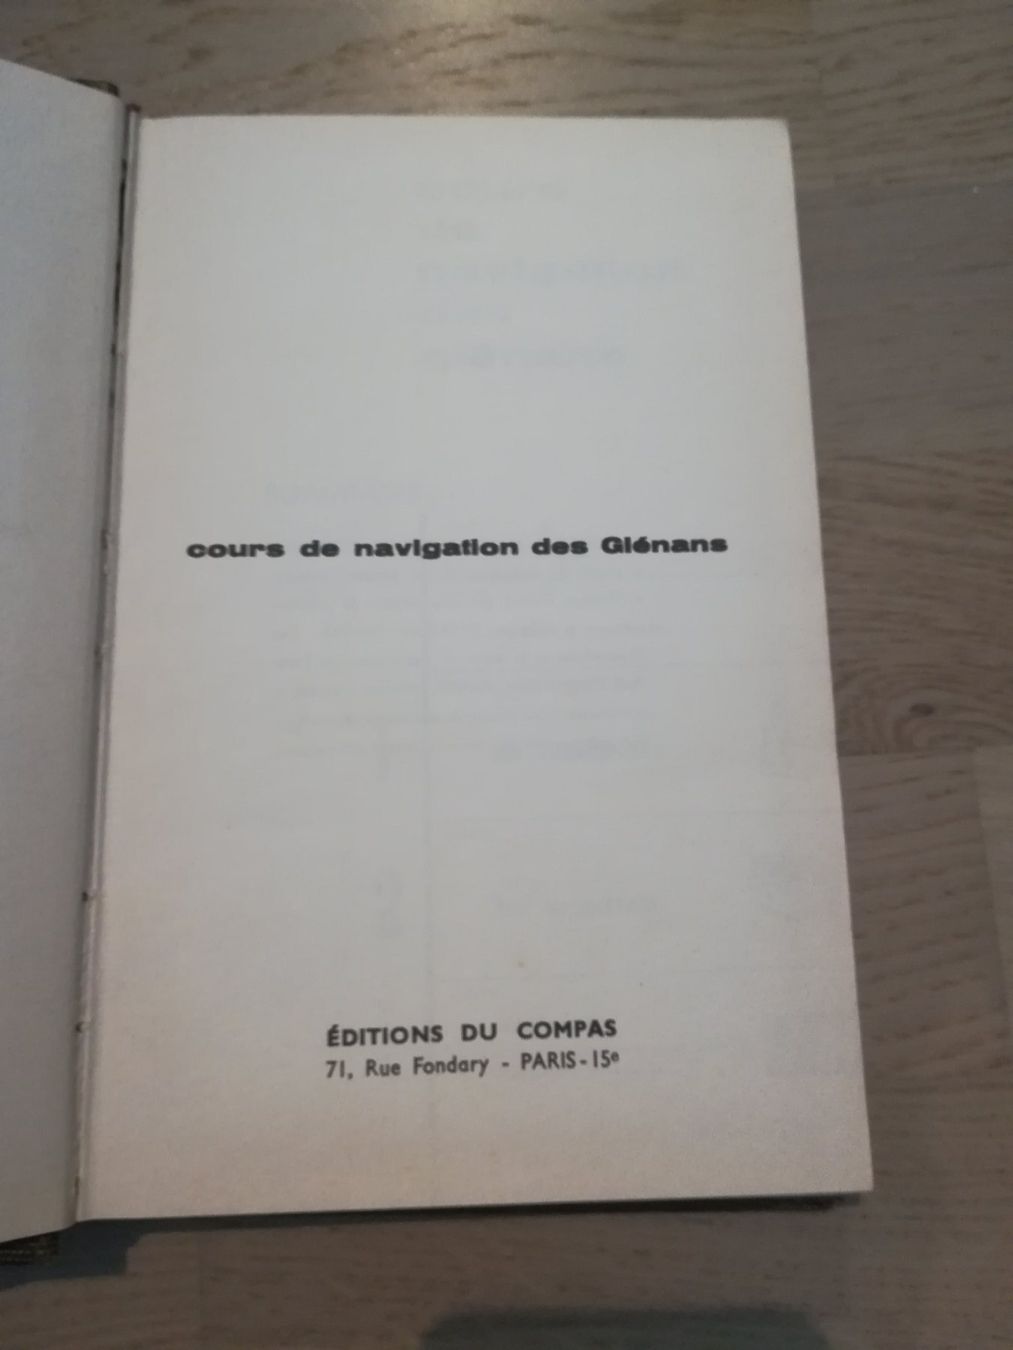 cours de navigation des Glénans
ÉDITIONS DU COMPAS
71, Rue Fondary - PARIS-15e